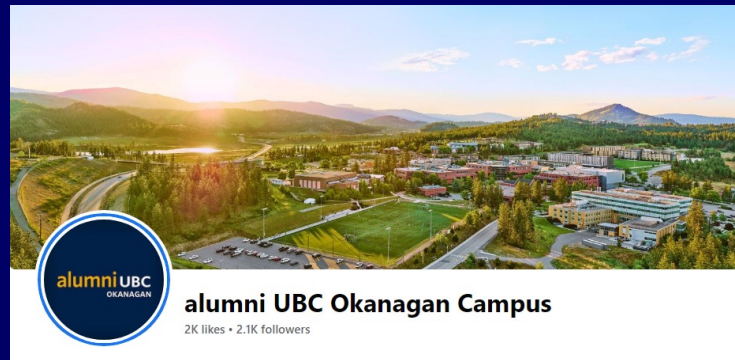 alumni UBC
OKANAGAN
alumni UBC Okanagan Campus
2K likes • 2.1K followers